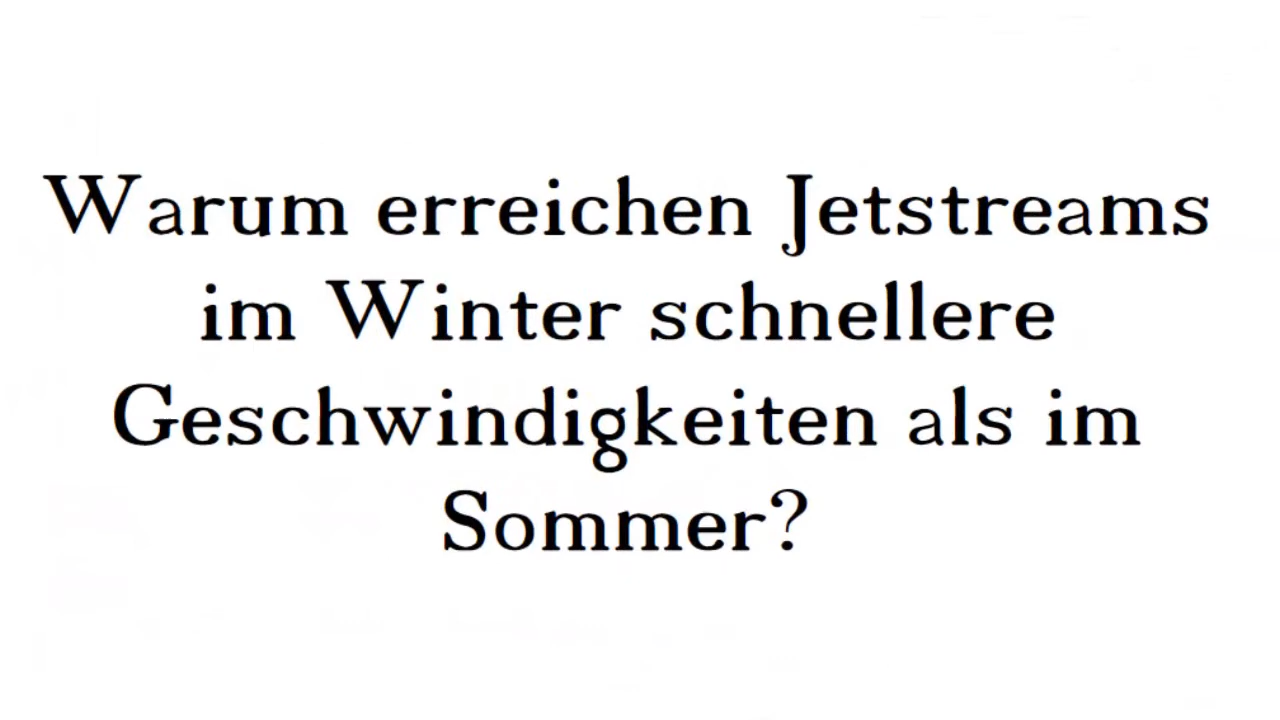 Warum erreichen Jetstreams
im Winter schnellere
Geschwindigkeiten als im
Sommer?